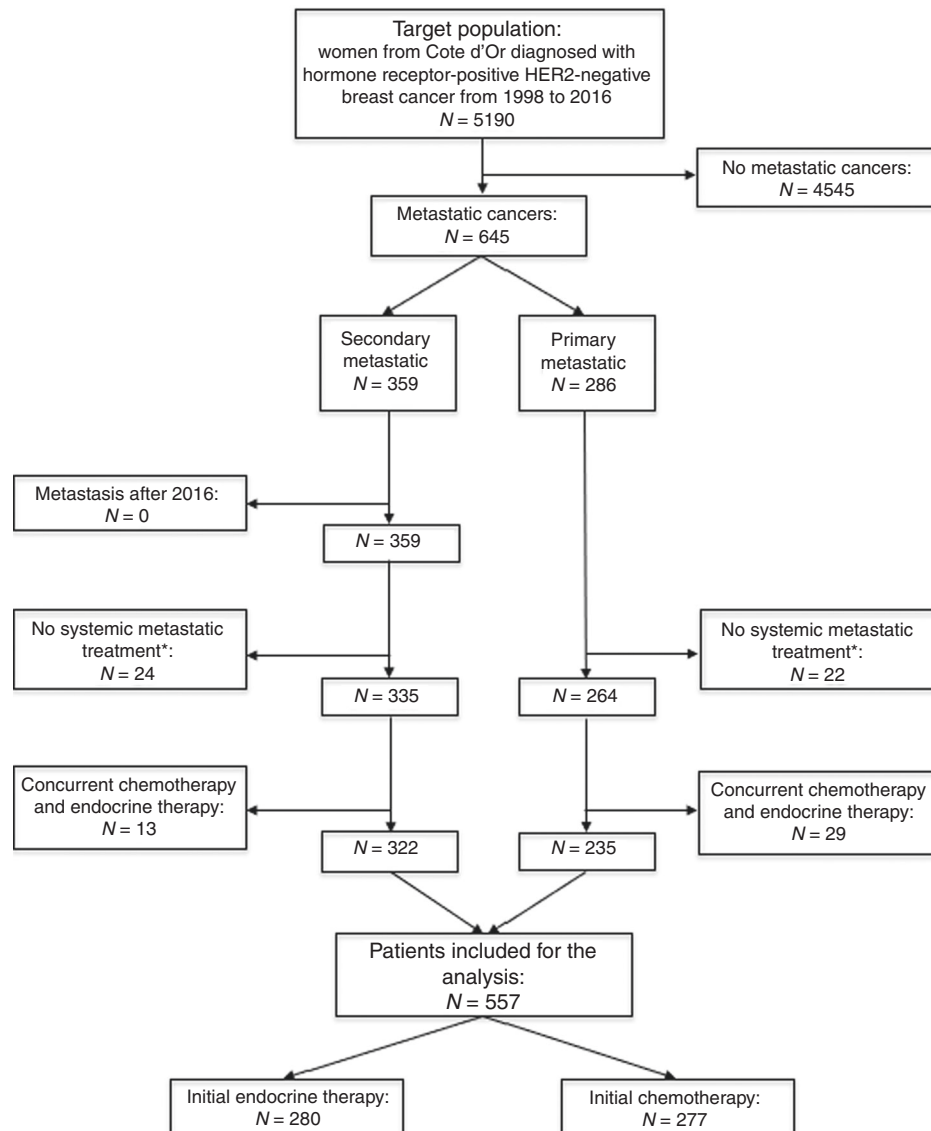 Target population:
women from Cote d'Or diagnosed with
hormone receptor-positive HER2-negative
breast cancer from 1998 to 2016
N = 5190
No metastatic cancers:
N = 4545
Metastatic cancers:
N = 645
Secondary
metastatic
N = 359
Primary
metastatic
N = 286
Metastasis after 2016:
N = 0
N = 359
No systemic metastatic
treatment*:
N = 24
No systemic metastatic
treatment*:
N = 22
N = 335
N = 264
Concurrent chemotherapy
and endocrine therapy:
N = 13
Concurrent chemotherapy
and endocrine therapy:
N = 29
N = 322
N = 235
Patients included for the
analysis:
N = 557
Initial endocrine therapy:
N = 280
Initial chemotherapy:
N = 277